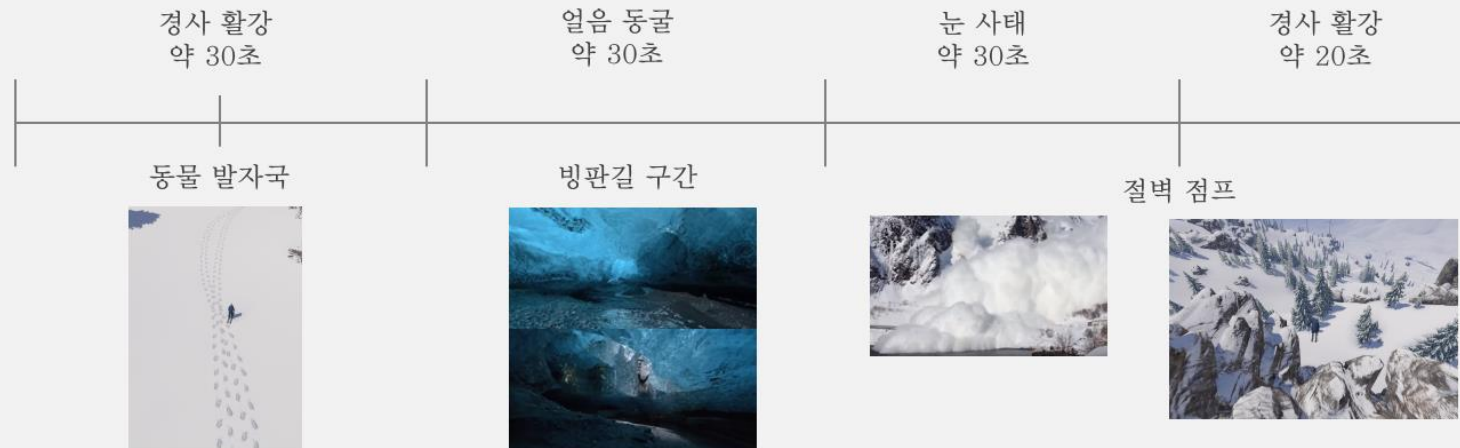 경사 활강
약 30초
얼음 동굴
약 30초
눈 사태
약 30초
경사 활강
약 20초
동물 발자국
빙판길 구간
절벽 점프